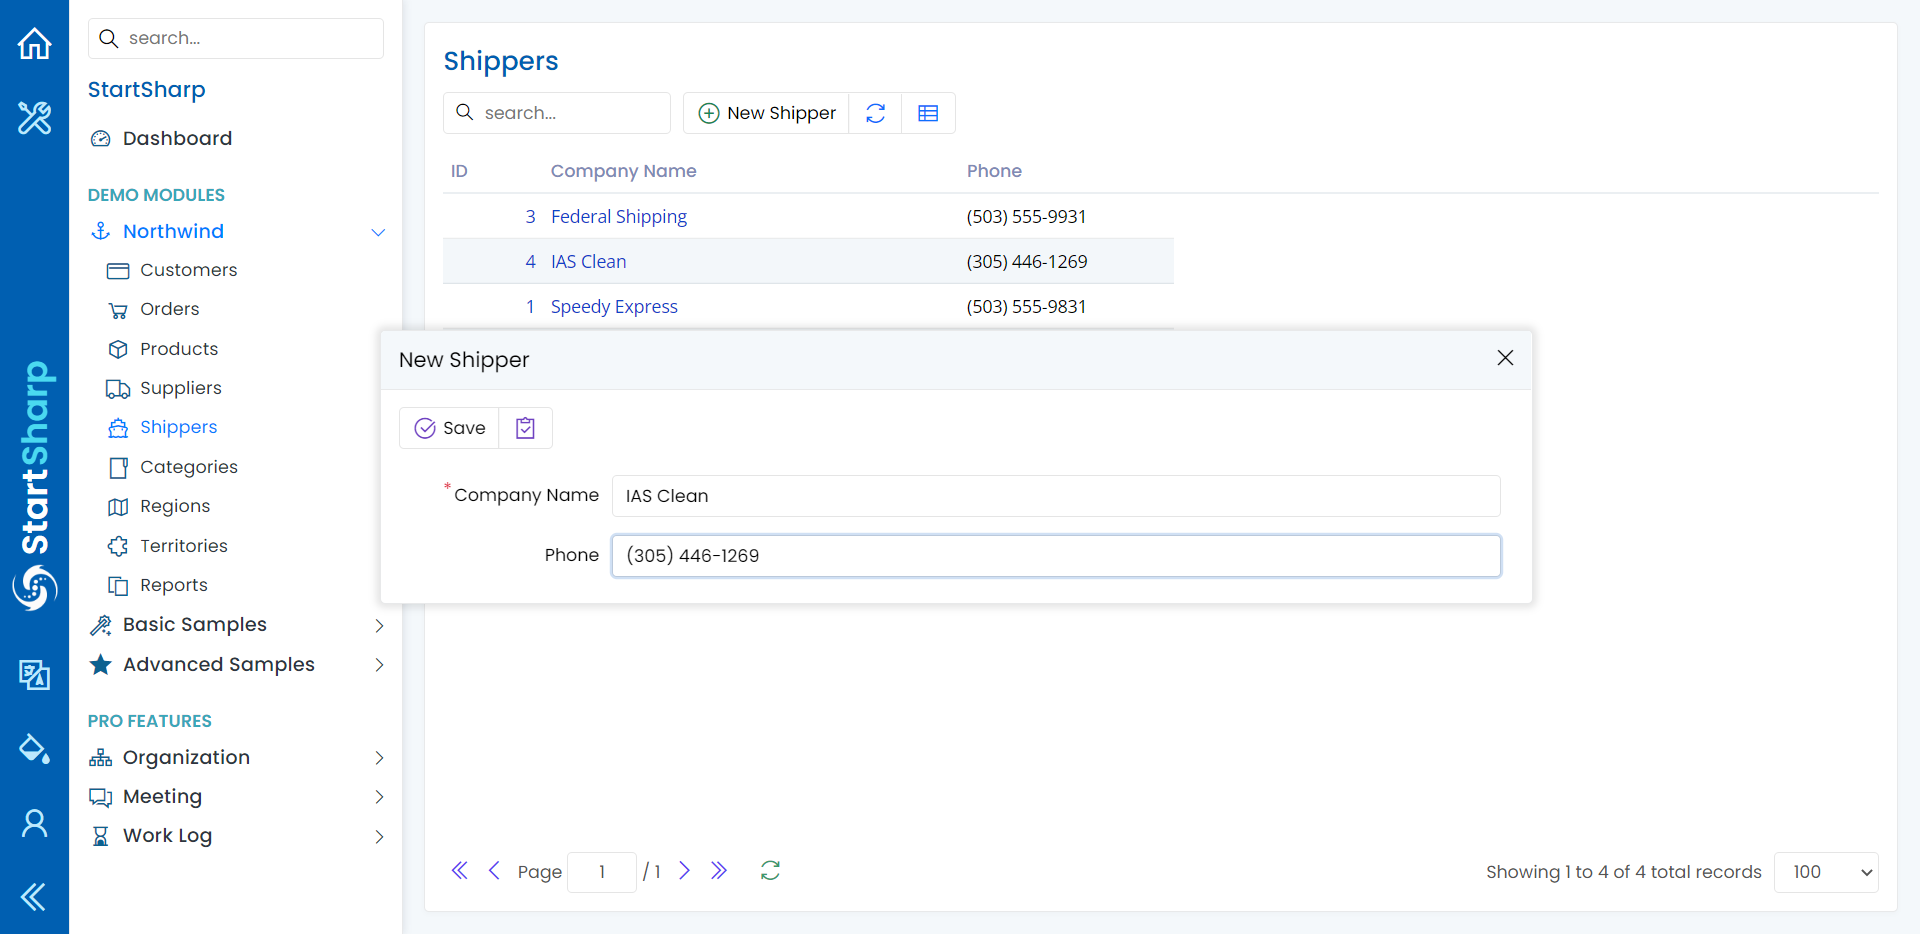 search...
StartSharp
Dashboard
DEMO MODULES
Northwind
Customers
Orders
Products
Suppliers
Shippers
Categories
Regions
Territories
Reports
Basic Samples
Advanced Samples
PRO FEATURES
Organization
Meeting
Work Log
StartSharp
Shippers
search...
New Shipper
ID Company Name Phone
3 Federal Shipping (503) 555-9931
4 IAS Clean (305) 446-1269
1 Speedy Express (503) 555-9831
New Shipper
Save
*Company Name IAS Clean
Phone (305) 446-1269
Page 1 / 1
Showing 1 to 4 of 4 total records 100